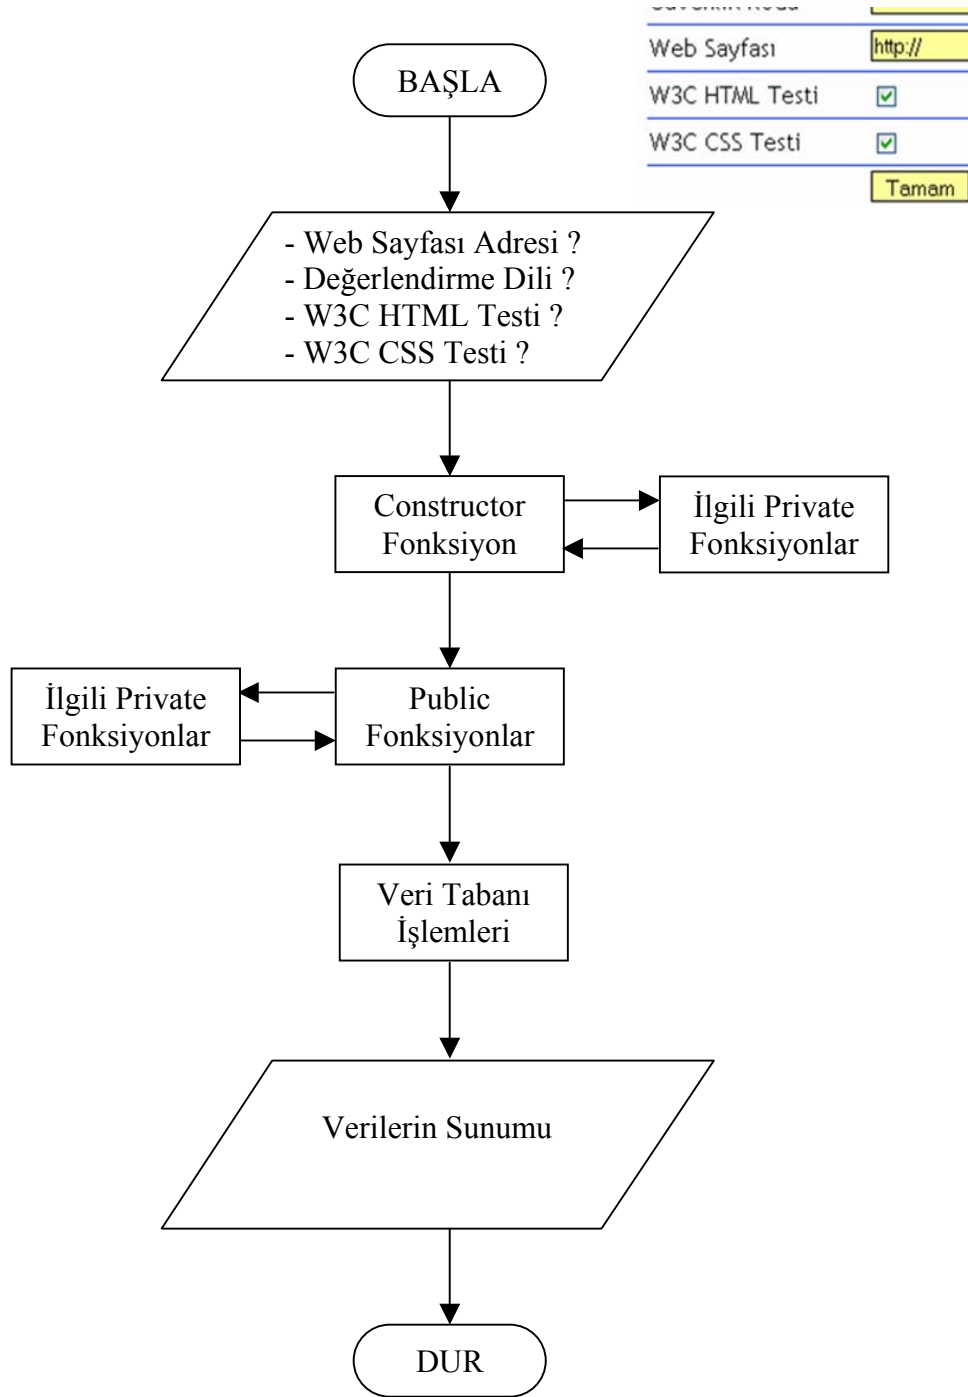 Web Sayfası
http://
W3C HTML Testi
W3C CSS Testi
Tamam
BAŞLA
- Web Sayfası Adresi ?
- Değerlendirme Dili ?
- W3C HTML Testi ?
- W3C CSS Testi ?
Constructor
Fonksiyon
İlgili Private
Fonksiyonlar
İlgili Private
Fonksiyonlar
Public
Fonksiyonlar
Veri Tabanı
İşlemleri
Verilerin Sunumu
DUR